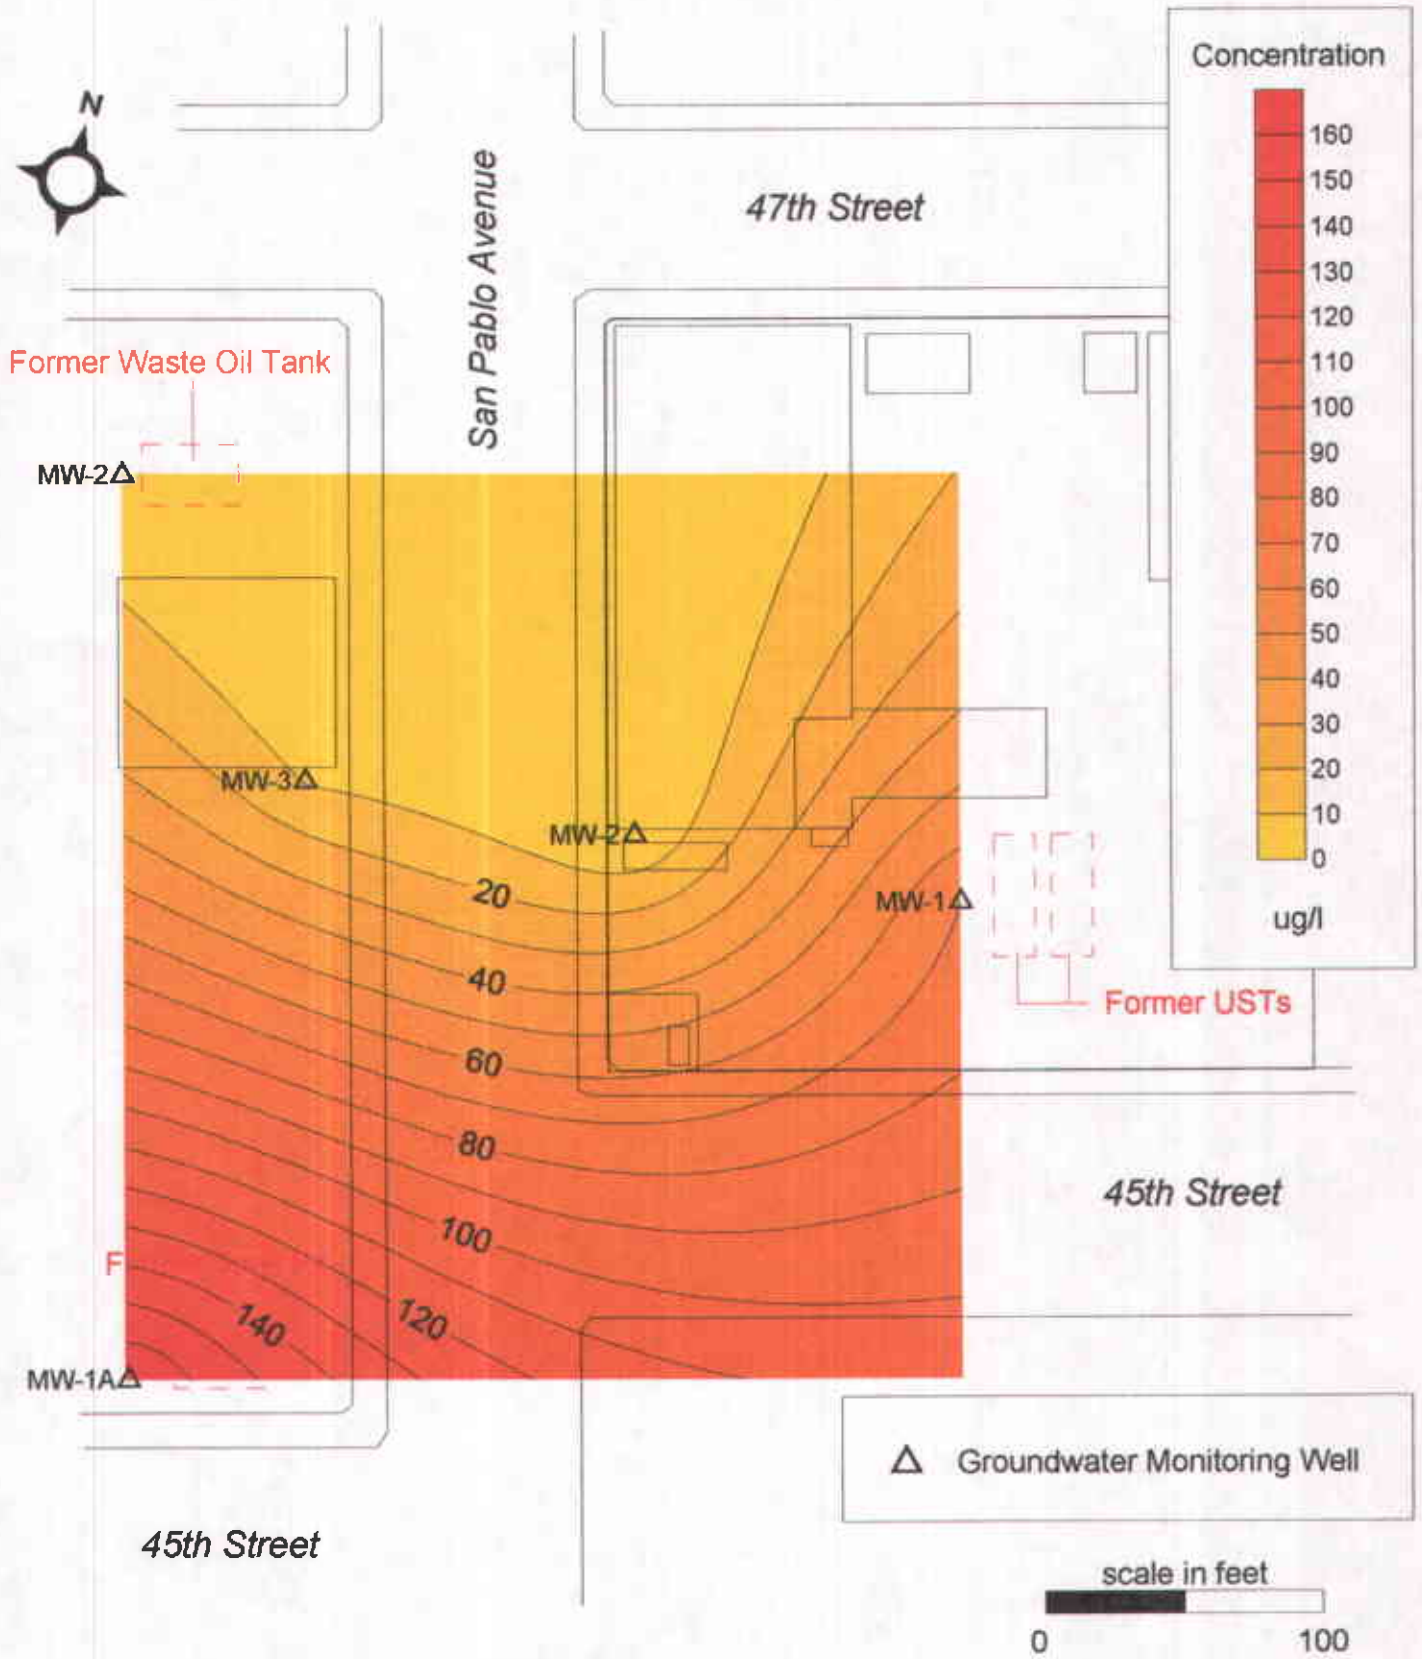 Concentration
160
150
140
130
120
110
100
90
80
70
60
50
40
30
20
10
0
ug/l
N
San Pablo Avenue
47th Street
Former Waste Oil Tank
MW-2
MW-3
MW-2
MW-1
20
40
60
80
100
120
140
Former USTs
45th Street
F
MW-1A
Groundwater Monitoring Well
45th Street
scale in feet
0 100